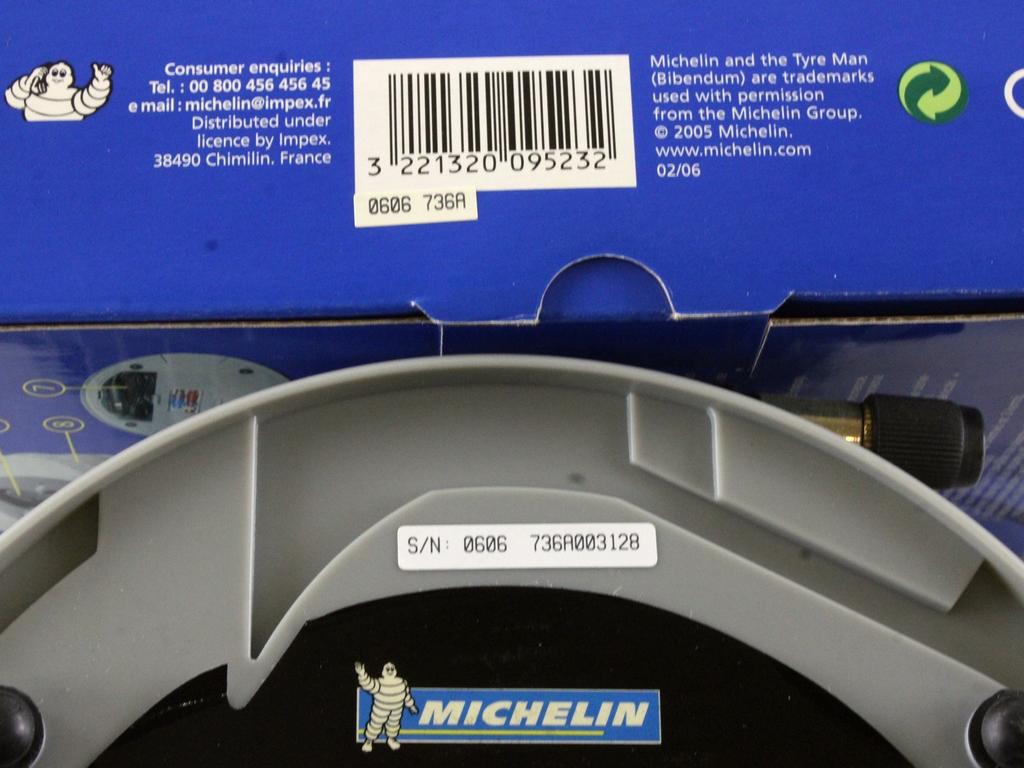 Consumer enquiries :
Tel. : 00 800 456 456 45
e mail : michelin@impex.fr
Distributed under
licence by Impex.
38490 Chimilin. France
3 221320 095232
0606 736A
Michelin and the Tyre Man
(Bibendum) are trademarks
used with permission
from the Michelin Group.
© 2005 Michelin.
www.michelin.com
02/06
7
8
S/N: 0606 736A003128
MICHELIN